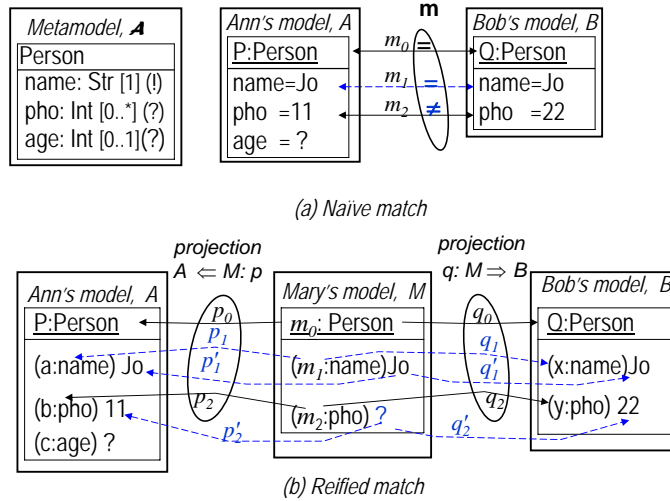 Metamodel, A
Person
name: Str [1] (!)
pho: Int [0..*] (?)
age: Int [0..1](?)
Ann's model, A
P:Person
name=Jo
pho =11
age = ?
m
m0 =
m1 =
m2 ≠
Bob's model, B
Q:Person
name=Jo
pho =22
(a) Naïve match
projection
A ⇐ M: p
projection
q: M ⇒ B
Ann's model, A
P:Person
(a:name) Jo
(b:pho) 11
(c:age) ?
p0
p1
p'1
p2
p'2
Mary's model, M
m0: Person
(m1:name)Jo
(m2:pho) ?
q0
q1
q'1
q2
q'2
Bob's model, B
Q:Person
(x:name)Jo
(y:pho) 22
(b) Reified match